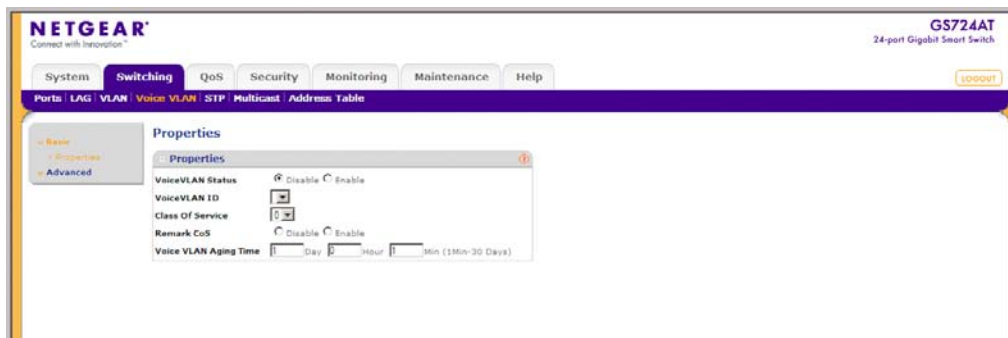 NETGEAR®
Connect with Innovation™
GS724AT
24-port Gigabit Smart Switch
System Switching QoS Security Monitoring Maintenance Help
LOGOUT
Ports LAG VLAN Voice VLAN STP Multicast Address Table
Basic
Properties
Advanced
Properties
Properties
VoiceVLAN Status Disable Enable
VoiceVLAN ID
Class Of Service 0
Remark CoS Disable Enable
Voice VLAN Aging Time 1 Day 0 Hour 1 Min (1Min-30 Days)